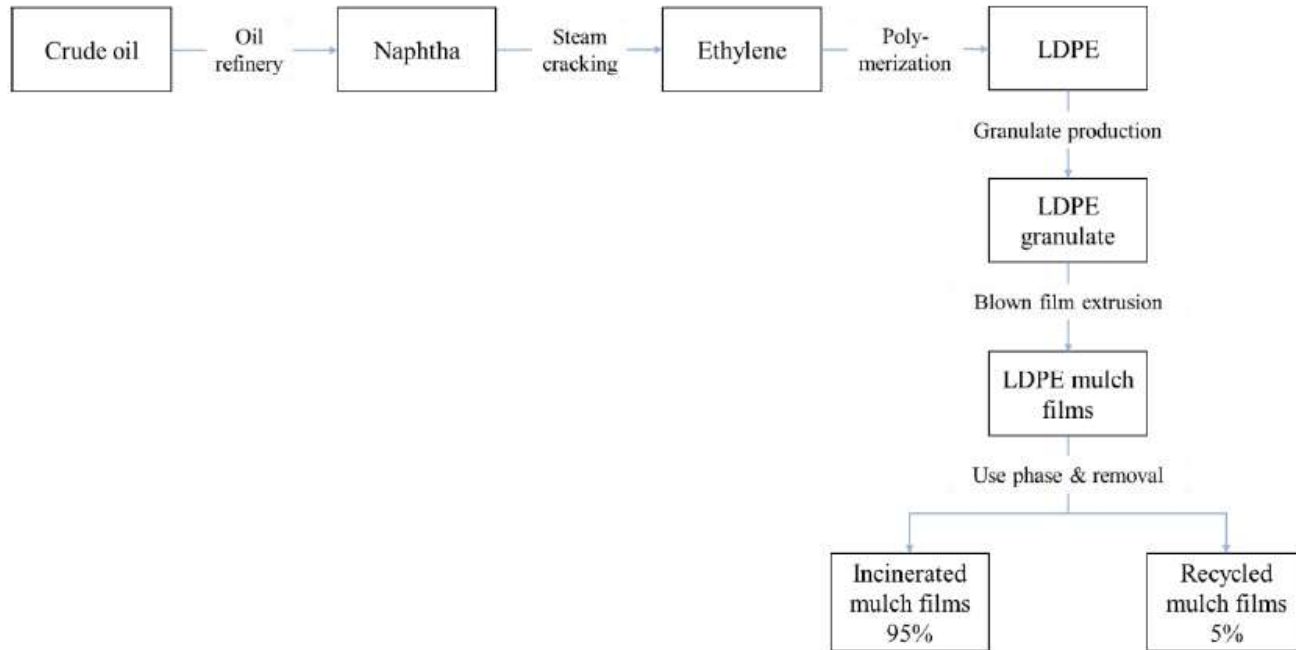 Crude oil
Oil
refinery
Naphtha
Steam
cracking
Ethylene
Poly-
merization
LDPE
Granulate production
LDPE
granulate
Blown film extrusion
LDPE mulch
films
Use phase & removal
Incinerated
mulch films
95%
Recycled
mulch films
5%